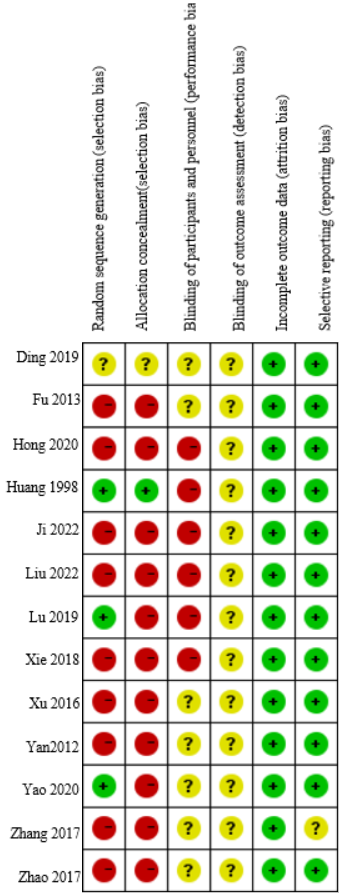 Random sequence generation (selection bias)
Allocation concealment(selection bias)
Blinding of participants and personnel (performance bia
Blinding of outcome assessment (detection bias)
Incomplete outcome data (attrition bias)
Selective reporting (reporting bias)
Ding 2019 ? ? ? ? + +
Fu 2013 - - ? ? + +
Hong 2020 - - - ? + +
Huang 1998 + + - ? + +
Ji 2022 - - - ? + +
Liu 2022 - - - ? + +
Lu 2019 + - - ? + +
Xie 2018 - - - ? + +
Xu 2016 - - ? ? + +
Yan2012 - - ? ? + +
Yao 2020 + - ? ? + +
Zhang 2017 - - ? ? + ?
Zhao 2017 - - ? ? + +